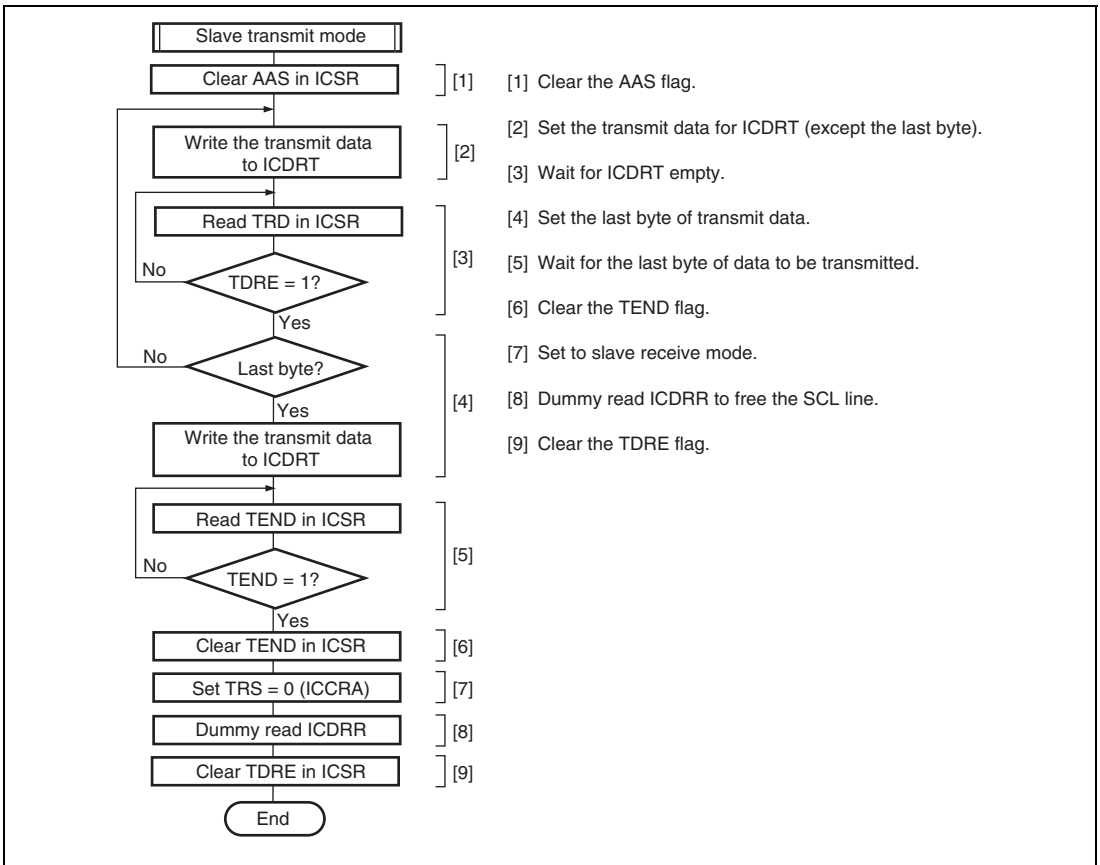 Slave transmit mode
Clear AAS in ICSR
[1]
[1] Clear the AAS flag.
[2] Set the transmit data for ICDRT (except the last byte).
Write the transmit data
to ICDRT
[2]
[3] Wait for ICDRT empty.
Read TRD in ICSR
[4] Set the last byte of transmit data.
[3]
[5] Wait for the last byte of data to be transmitted.
No
TDRE = 1?
[6] Clear the TEND flag.
Yes
[7] Set to slave receive mode.
No
Last byte?
[8] Dummy read ICDRR to free the SCL line.
[4]
Yes
Write the transmit data
to ICDRT
[9] Clear the TDRE flag.
Read TEND in ICSR
[5]
No
TEND = 1?
Yes
Clear TEND in ICSR
[6]
Set TRS = 0 (ICCRA)
[7]
Dummy read ICDRR
[8]
Clear TDRE in ICSR
[9]
End